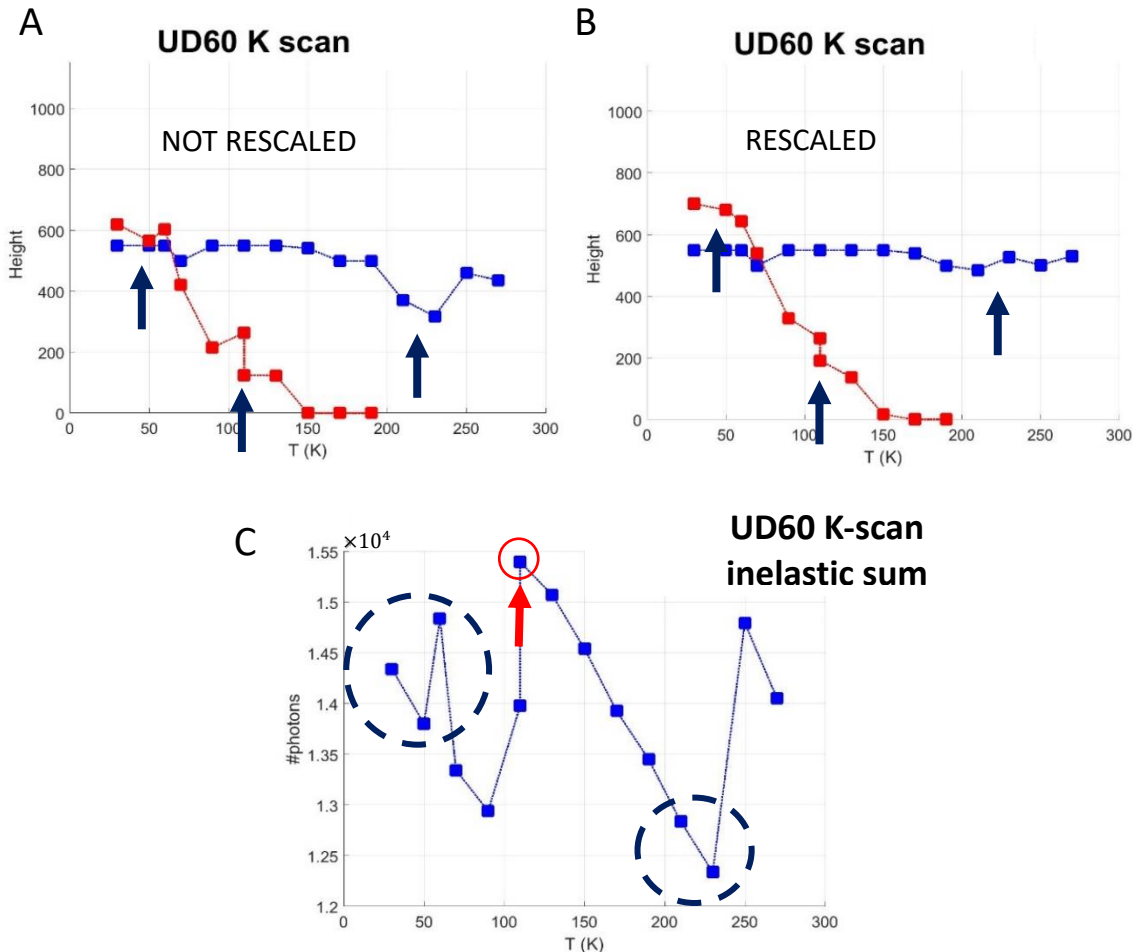 A
UD60 K scan
NOT RESCALED
Height
1000
800
600
400
200
0
0 50 100 150 200 250 300
T (K)
B
UD60 K scan
RESCALED
Height
1000
800
600
400
200
0
0 50 100 150 200 250 300
T (K)
C
UD60 K-scan
inelastic sum
×10⁴
#photons
1.55
1.5
1.45
1.4
1.35
1.3
1.25
1.2
0 50 100 150 200 250 300
T (K)